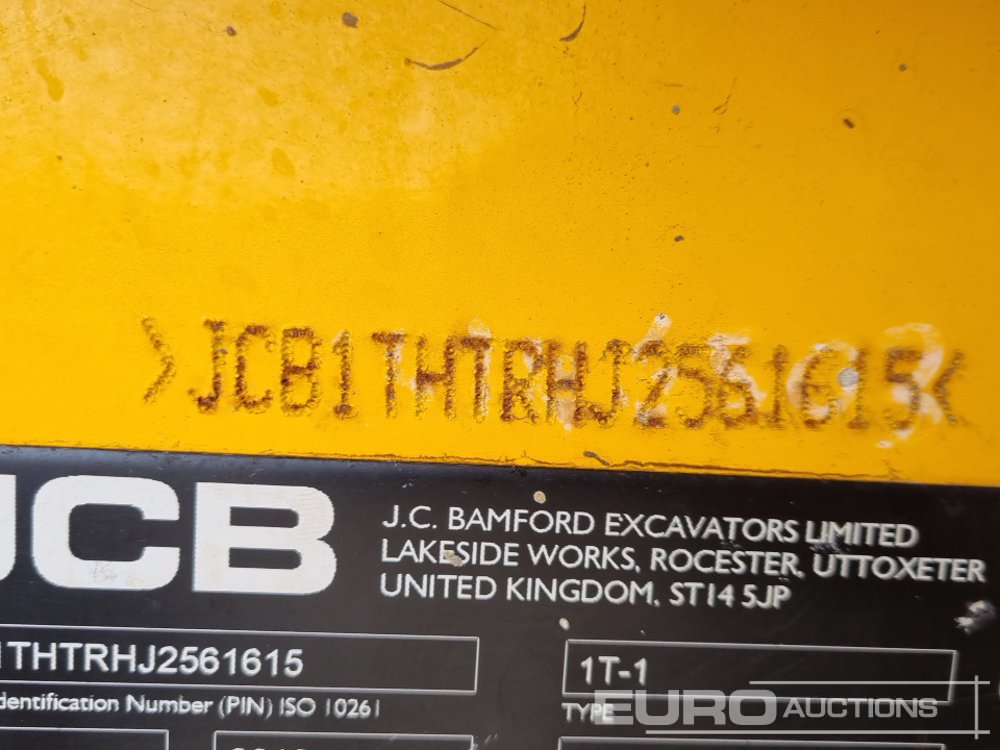 >JCB1THTRHJ2561615<
JCB
J.C. BAMFORD EXCAVATORS LIMITED
LAKESIDE WORKS, ROCESTER, UTTOXETER
UNITED KINGDOM, ST14 5JP
1THTRHJ2561615
1T-1
dentification Number (PIN) ISO 10261
TYPE
EURO AUCTIONS